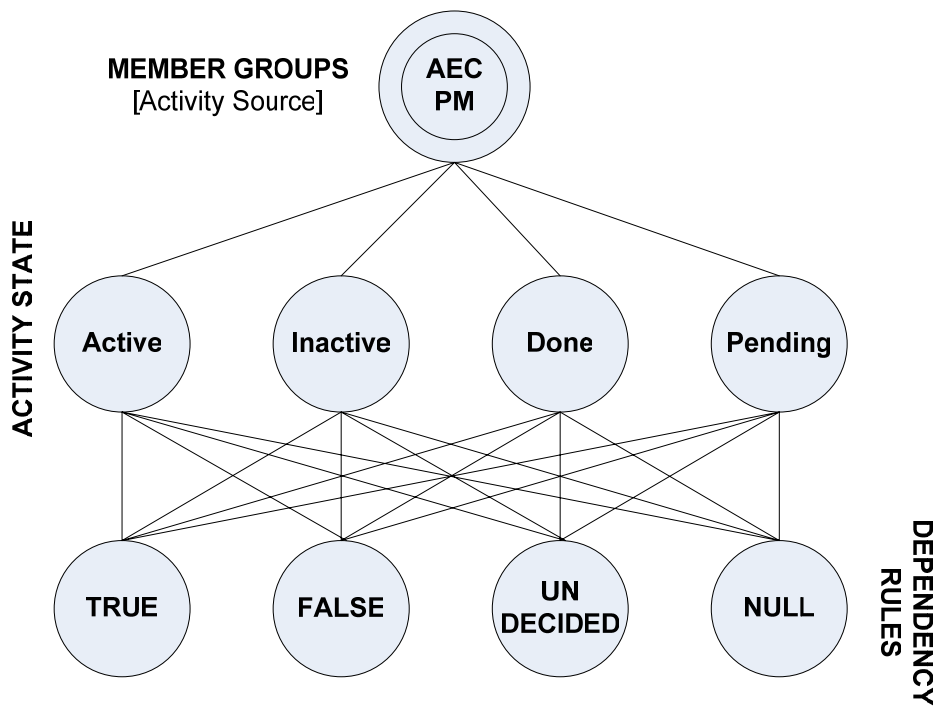 MEMBER GROUPS
[Activity Source]
AEC
PM
ACTIVITY STATE
Active
Inactive
Done
Pending
TRUE
FALSE
UN
DECIDED
NULL
DEPENDENCY
RULES